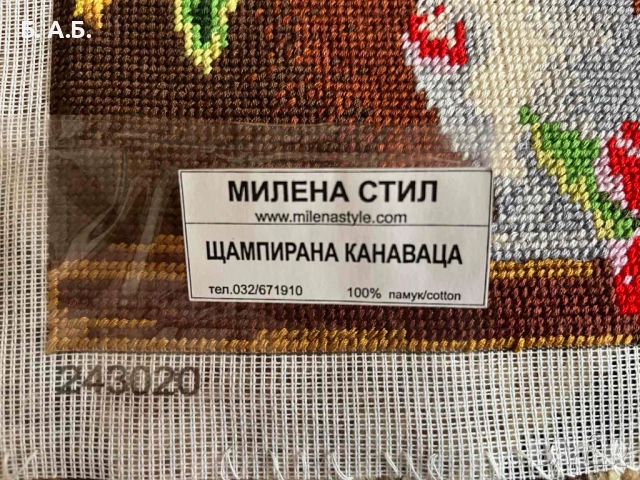 Б. А.Б.
МИЛЕНА СТИЛ
www.milenastyle.com
ЩАМПИРАНА КАНАВАЦА
тел.032/671910 100% памук/cotton
243020